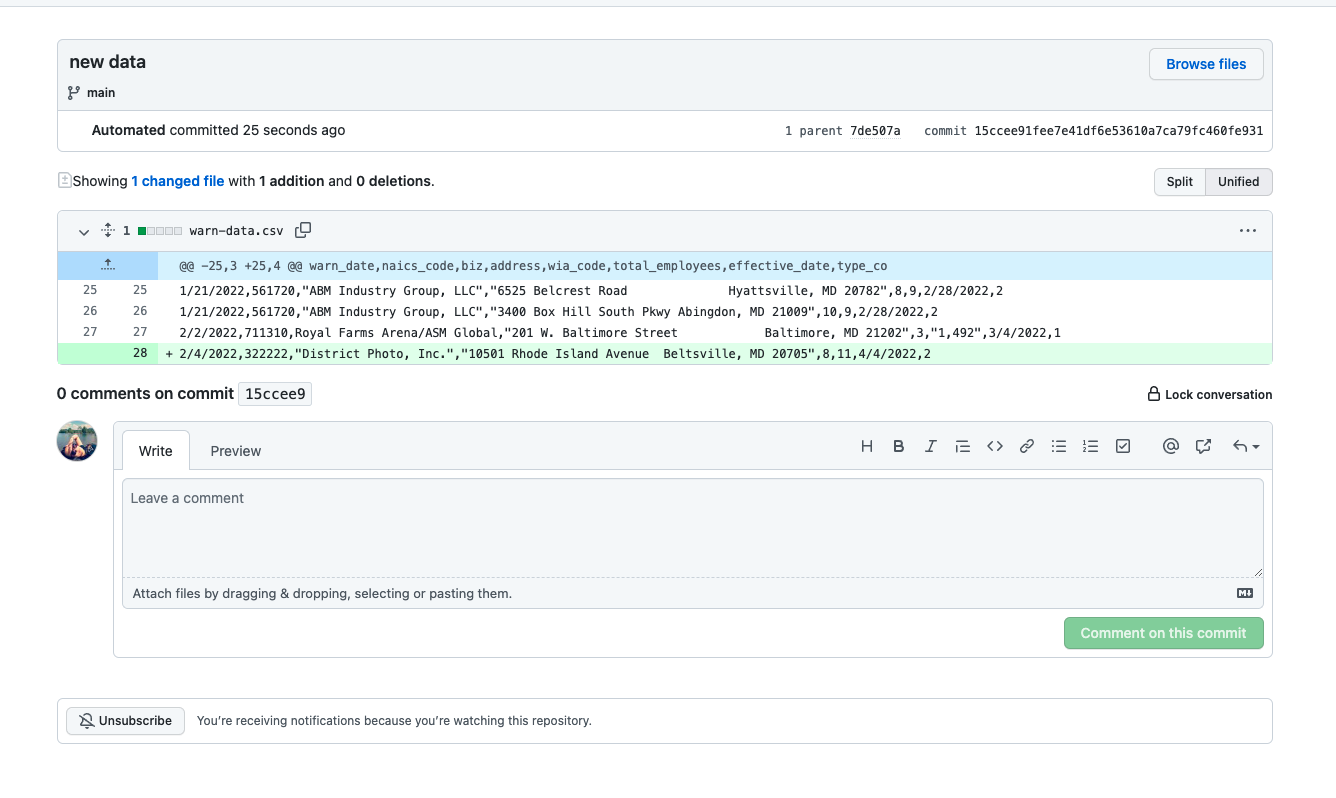 new data
Browse files
main
Automated committed 25 seconds ago 1 parent 7de507a commit 15ccee91fee7e41df6e53610a7ca79fc460fe931
Showing 1 changed file with 1 addition and 0 deletions.
Split Unified
1 warn-data.csv
@@ -25,3 +25,4 @@ warn_date,naics_code,biz,address,wia_code,total_employees,effective_date,type_co
25 25 1/21/2022,561720,"ABM Industry Group, LLC","6525 Belcrest Road Hyattsville, MD 20782",8,9,2/28/2022,2
26 26 1/21/2022,561720,"ABM Industry Group, LLC","3400 Box Hill South Pkwy Abingdon, MD 21009",10,9,2/28/2022,2
27 27 2/2/2022,711310,Royal Farms Arena/ASM Global,"201 W. Baltimore Street Baltimore, MD 21202",3,"1,492",3/4/2022,1
28 + 2/4/2022,322222,"District Photo, Inc.","10501 Rhode Island Avenue Beltsville, MD 20705",8,11,4/4/2022,2
0 comments on commit 15ccee9
Lock conversation
Write Preview
Leave a comment
Attach files by dragging & dropping, selecting or pasting them.
Comment on this commit
Unsubscribe You're receiving notifications because you're watching this repository.